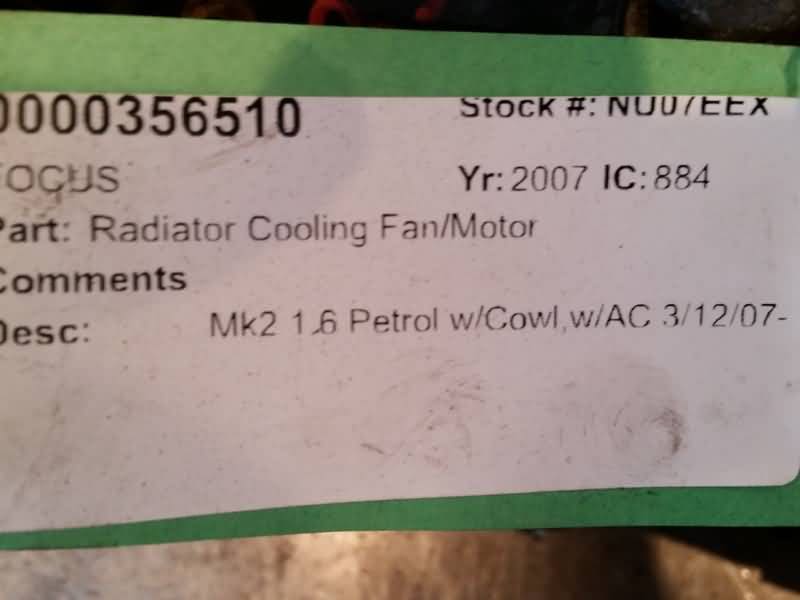 0000356510 Stock #: NU07EEX
FOCUS Yr: 2007 IC: 884
Part: Radiator Cooling Fan/Motor
Comments
Desc: Mk2 1.6 Petrol w/Cowl,w/AC 3/12/07-